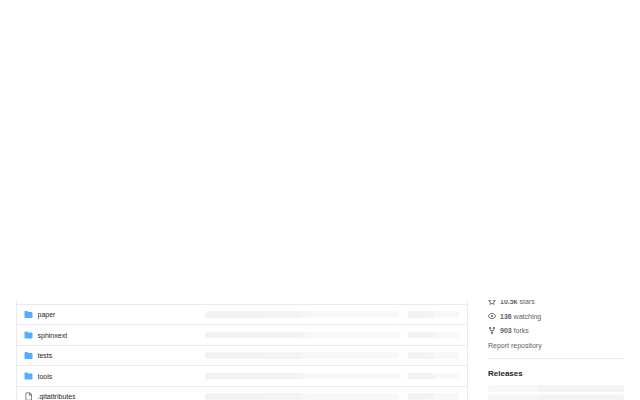 paper
sphinxext
tests
tools
.gitattributes
10.5k stars
136 watching
903 forks
Report repository
Releases